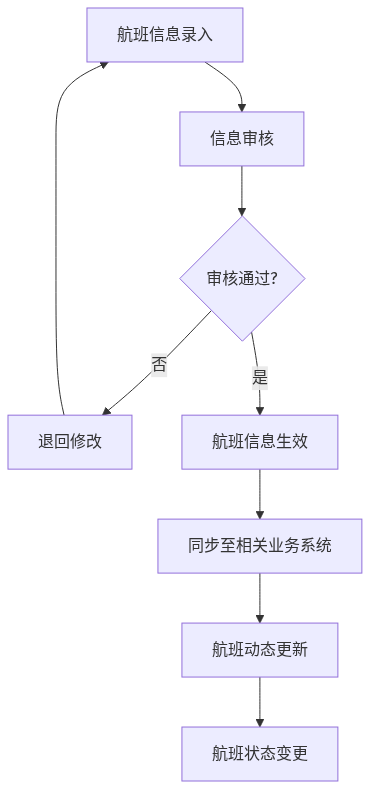 航班信息录入
信息审核
审核通过?
否
是
退回修改
航班信息生效
同步至相关业务系统
航班动态更新
航班状态变更